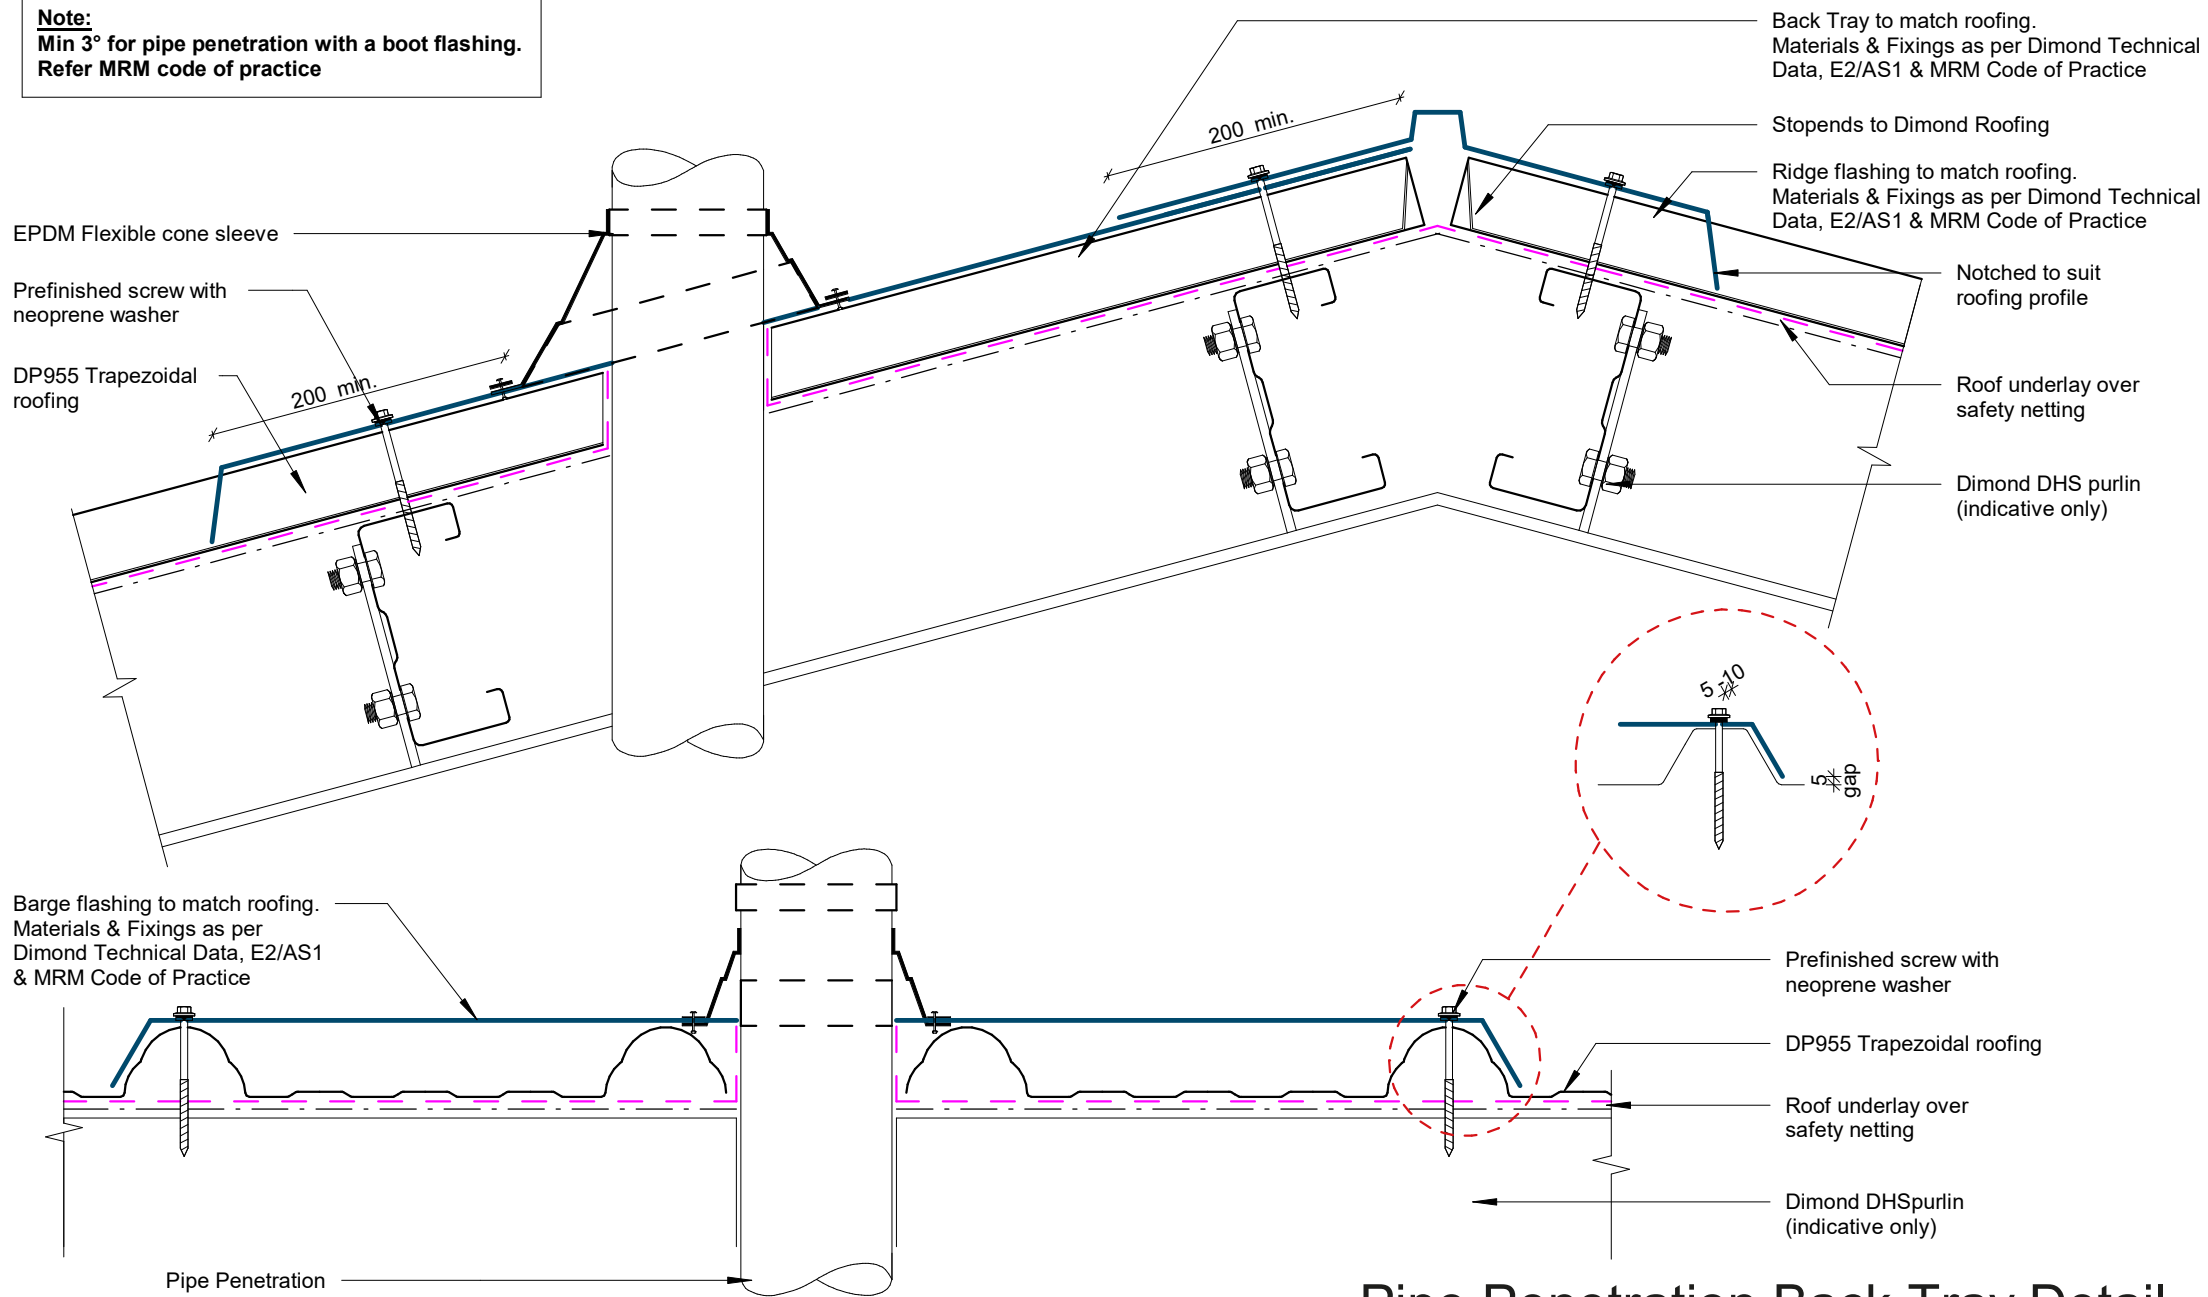 Note:
Min 3° for pipe penetration with a boot flashing.
Refer MRM code of practice
Back Tray to match roofing.
Materials & Fixings as per Dimond Technical
Data, E2/AS1 & MRM Code of Practice
200 min.
Stopends to Dimond Roofing
Ridge flashing to match roofing.
Materials & Fixings as per Dimond Technical
Data, E2/AS1 & MRM Code of Practice
EPDM Flexible cone sleeve
Prefinished screw with
neoprene washer
Notched to suit
roofing profile
DP955 Trapezoidal
roofing
200 min.
Roof underlay over
safety netting
Dimond DHS purlin
(indicative only)
5 -10
5
gap
Barge flashing to match roofing.
Materials & Fixings as per
Dimond Technical Data, E2/AS1
& MRM Code of Practice
Prefinished screw with
neoprene washer
DP955 Trapezoidal roofing
Roof underlay over
safety netting
Dimond DHSpurlin
(indicative only)
Pipe Penetration
Pipe Penetration Back Tray Detail